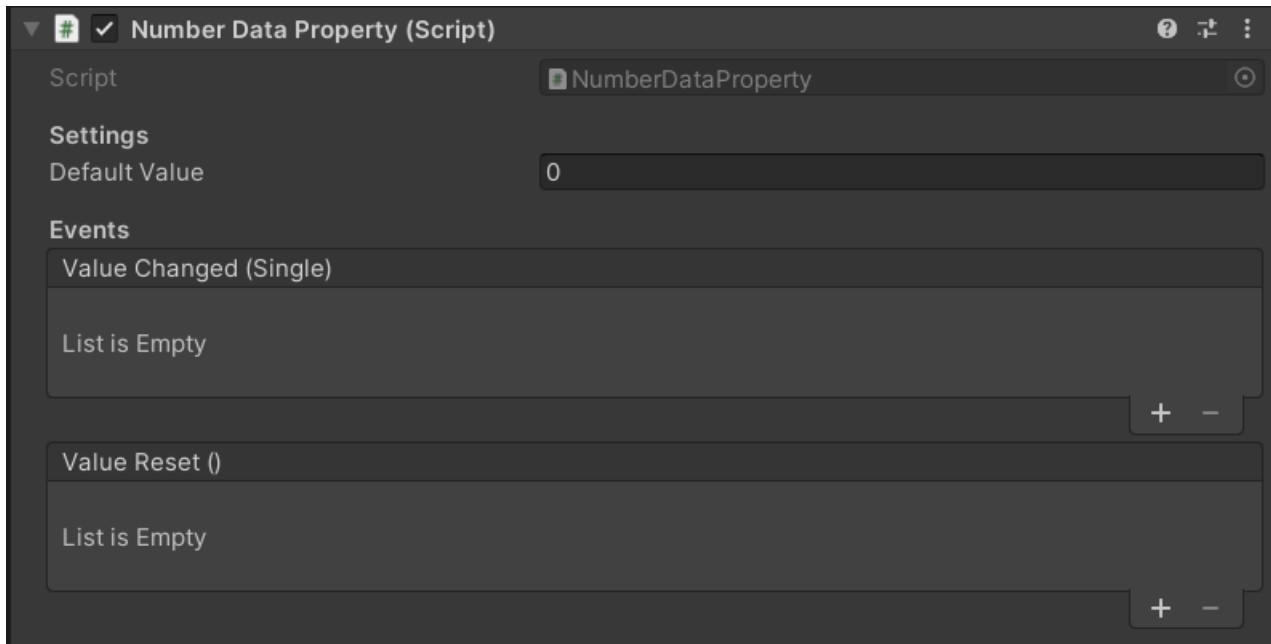 # Number Data Property (Script)
Script # NumberDataProperty
Settings
Default Value 0
Events
Value Changed (Single)
List is Empty
+ −
Value Reset ()
List is Empty
+ −